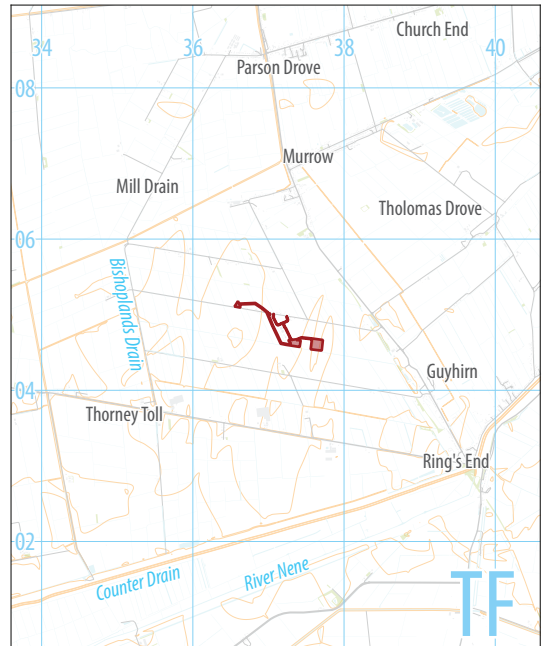 Church End
34
36
38
40
Parson Drove
08
Murrow
Mill Drain
Tholomas Drove
06
Bishoplands Drain
Guyhirn
04
Thorney Toll
Ring's End
02
Counter Drain
River Nene
TF